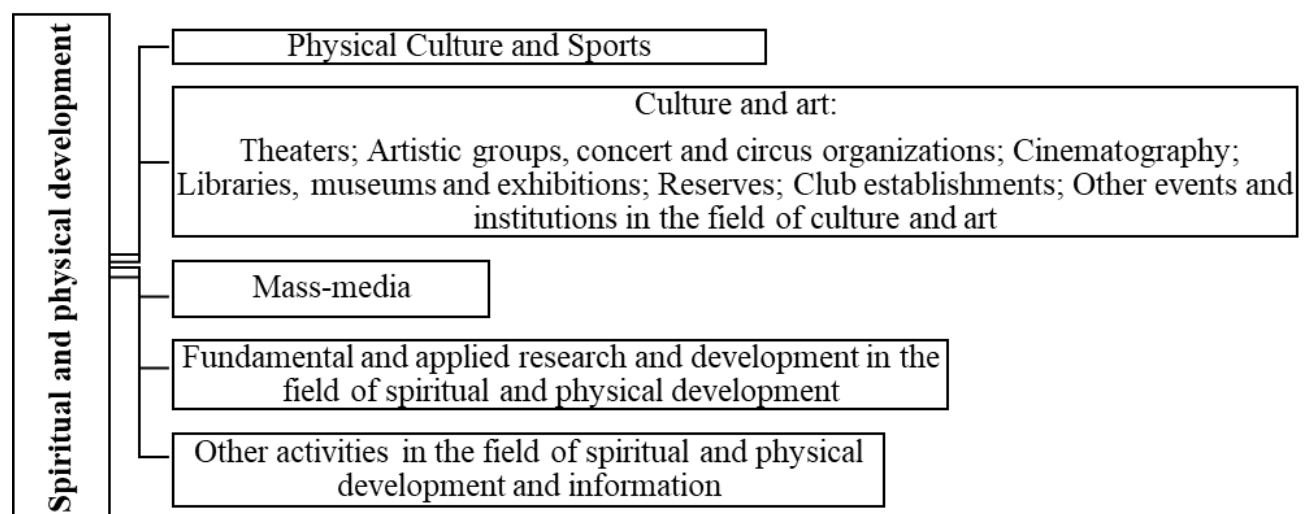 Spiritual and physical development
Physical Culture and Sports
Culture and art:
Theaters; Artistic groups, concert and circus organizations; Cinematography;
Libraries, museums and exhibitions; Reserves; Club establishments; Other events and
institutions in the field of culture and art
Mass-media
Fundamental and applied research and development in the
field of spiritual and physical development
Other activities in the field of spiritual and physical
development and information